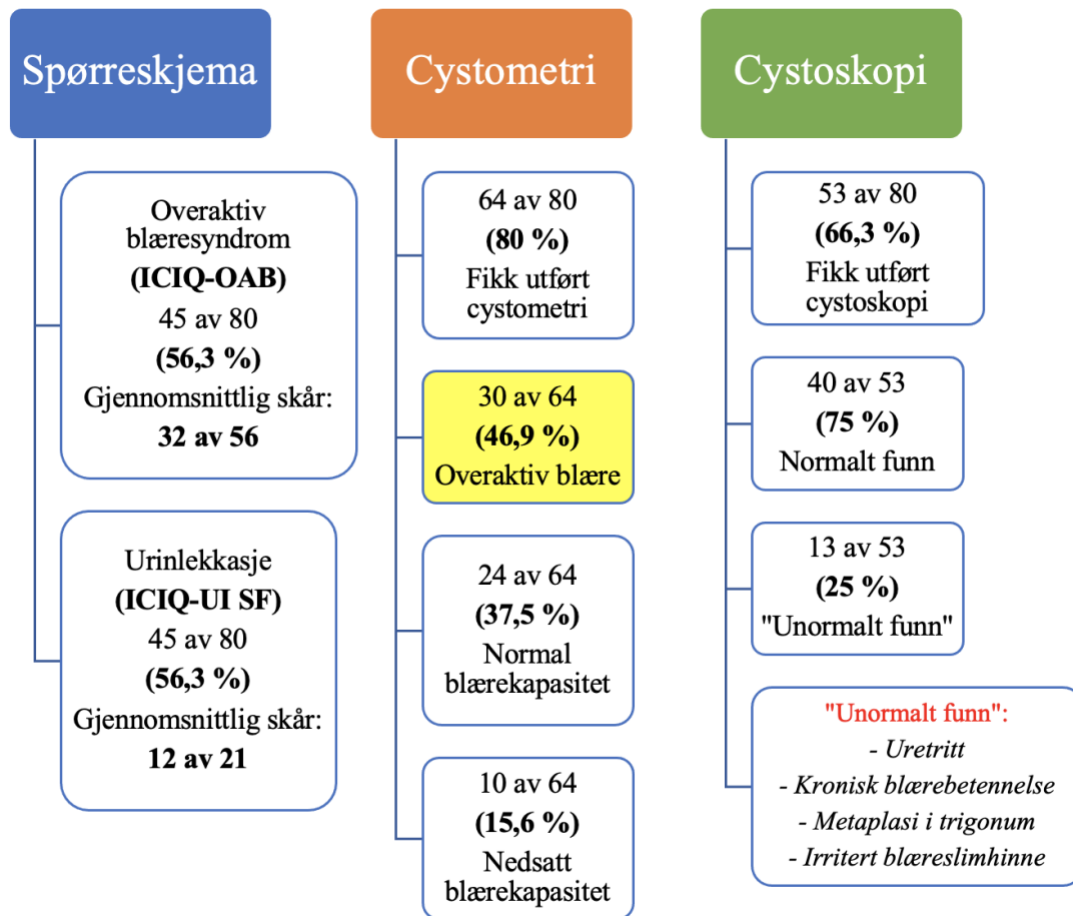 Spørreskjema
Overaktiv
blæresyndrom
(ICIQ-OAB)
45 av 80
(56,3 %)
Gjennomsnittlig skår:
32 av 56
Urinlekkasje
(ICIQ-UI SF)
45 av 80
(56,3 %)
Gjennomsnittlig skår:
12 av 21
Cystometri
64 av 80
(80 %)
Fikk utført
cystometri
30 av 64
(46,9 %)
Overaktiv blære
24 av 64
(37,5 %)
Normal
blærekapasitet
10 av 64
(15,6 %)
Nedsatt
blærekapasitet
Cystoskopi
53 av 80
(66,3 %)
Fikk utført
cystoskopi
40 av 53
(75 %)
Normalt funn
13 av 53
(25 %)
"Unormalt funn"
"Unormalt funn":
- Uretritt
- Kronisk blærebetennelse
- Metaplasi i trigonum
- Irritert blæreslimhinne